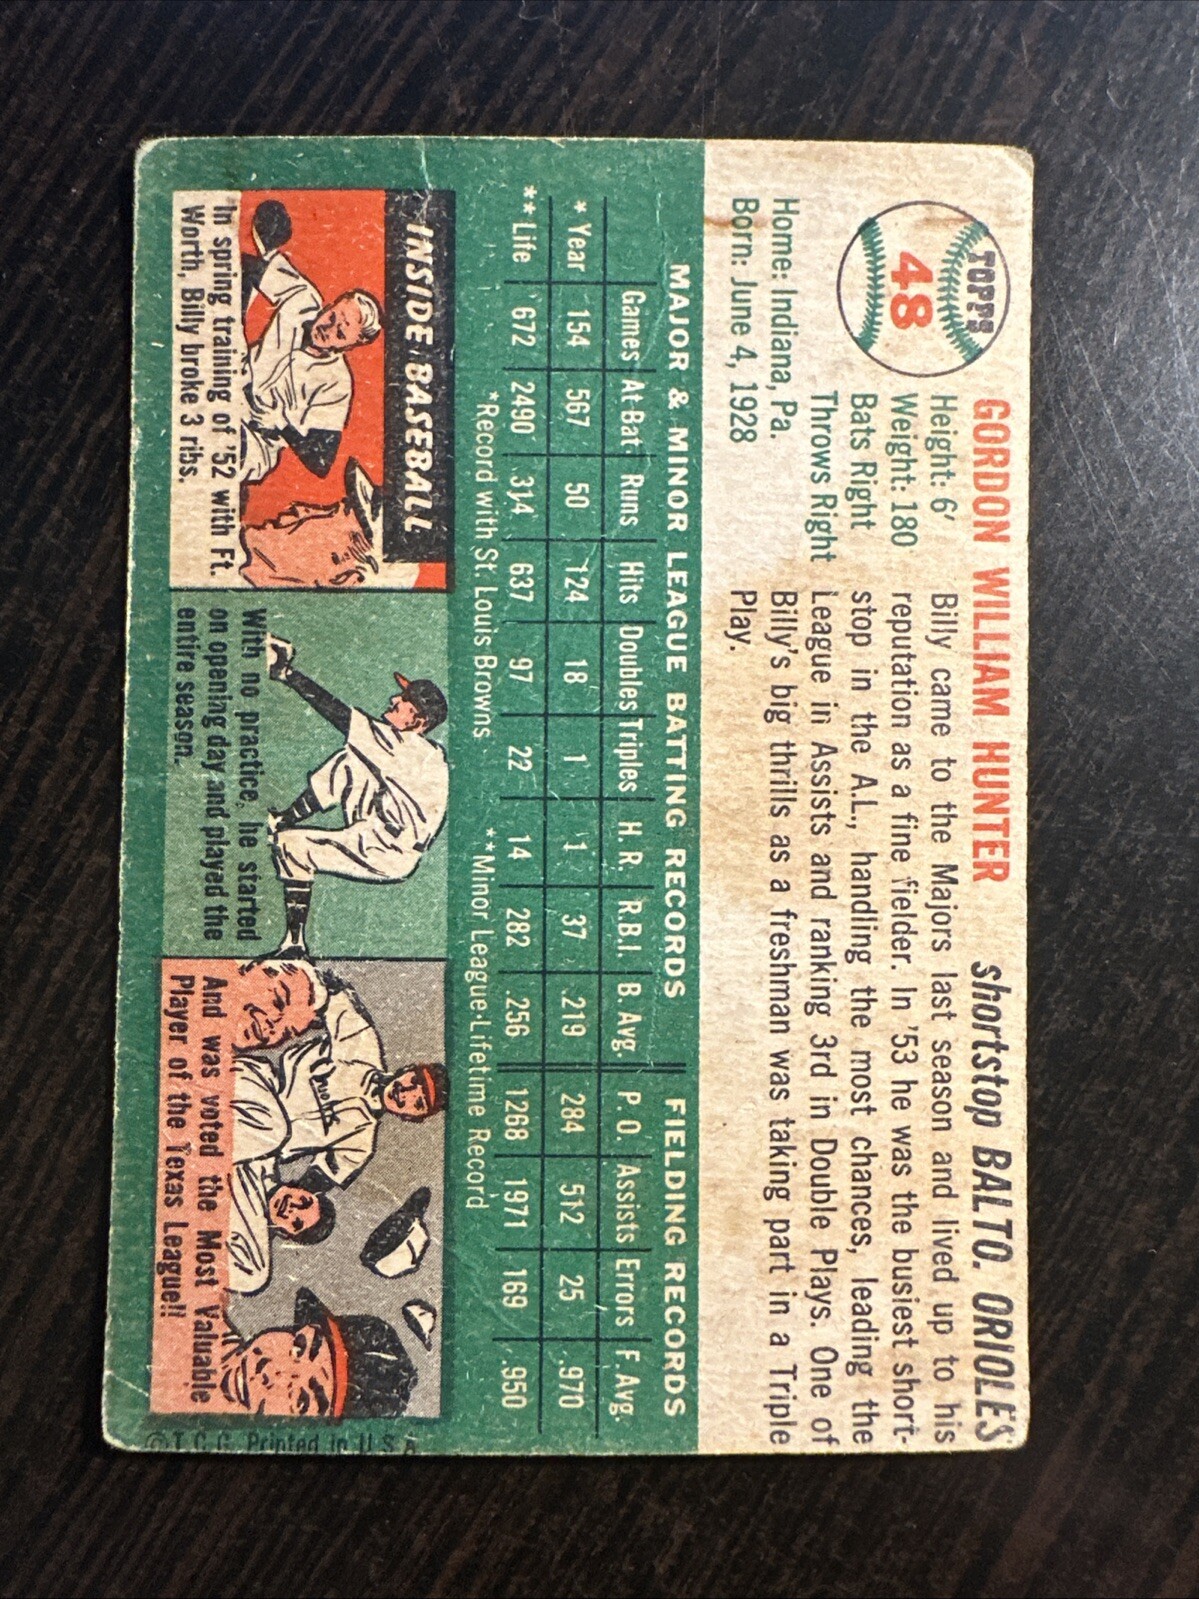 TOPPS
48
GORDON WILLIAM HUNTER
shortstop BALTO. ORIOLES
Height: 6'
Weight: 180
Bats Right
Throws Right
Home: Indiana, Pa.
Born: June 4, 1928
Billy came to the Majors last season and lived up to his
reputation as a fine fielder. In '53 he was the busiest short-
stop in the A.L., handling the most chances, leading the
League in Assists and ranking 3rd in Double Plays. One of
Billy's big thrills as a freshman was taking part in a Triple
Play.
MAJOR & MINOR LEAGUE BATTING RECORDS FIELDING RECORDS
Games At Bat Runs Hits Doubles Triples H. R. R.B.I. B. Avg. P. O. Assists Errors F. Avg.
* Year 154 567 50 124 18 1 1 37 .219 284 512 25 .970
** Life 672 2490 314 637 97 22 14 282 .256 1268 1971 169 .950
*Record with St. Louis Browns **Minor League-Lifetime Record
INSIDE BASEBALL
In spring training of '52 with Ft.
Worth, Billy broke 3 ribs.
With no practice, he started
on opening day and played the
entire season.
And was voted the Most Valuable
Player of the Texas League!!
© T.C.G. Printed in U.S.A.